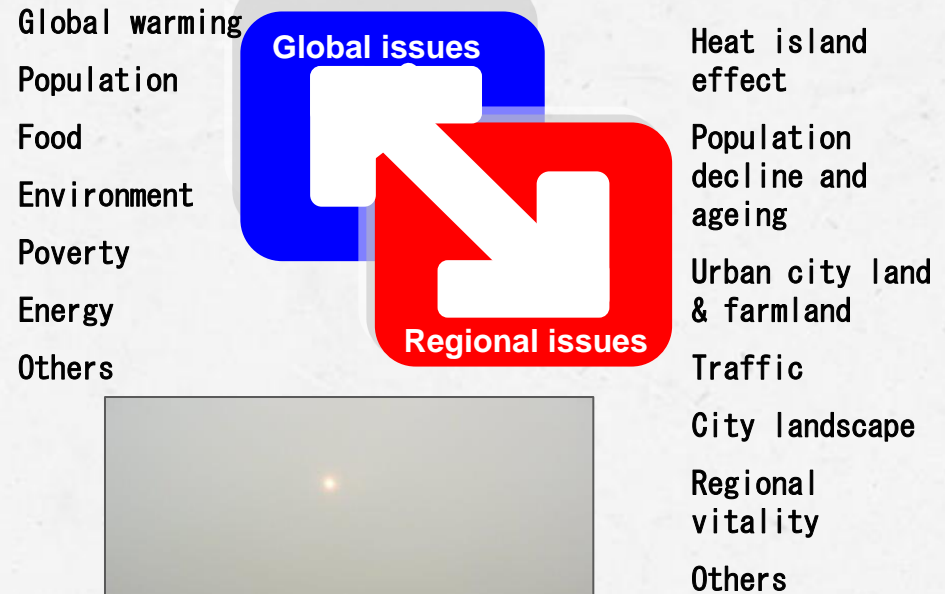 Global warming
Population
Food
Environment
Poverty
Energy
Others
Global issues
Regional issues
Heat island
effect
Population
decline and
ageing
Urban city land
& farmland
Traffic
City landscape
Regional
vitality
Others